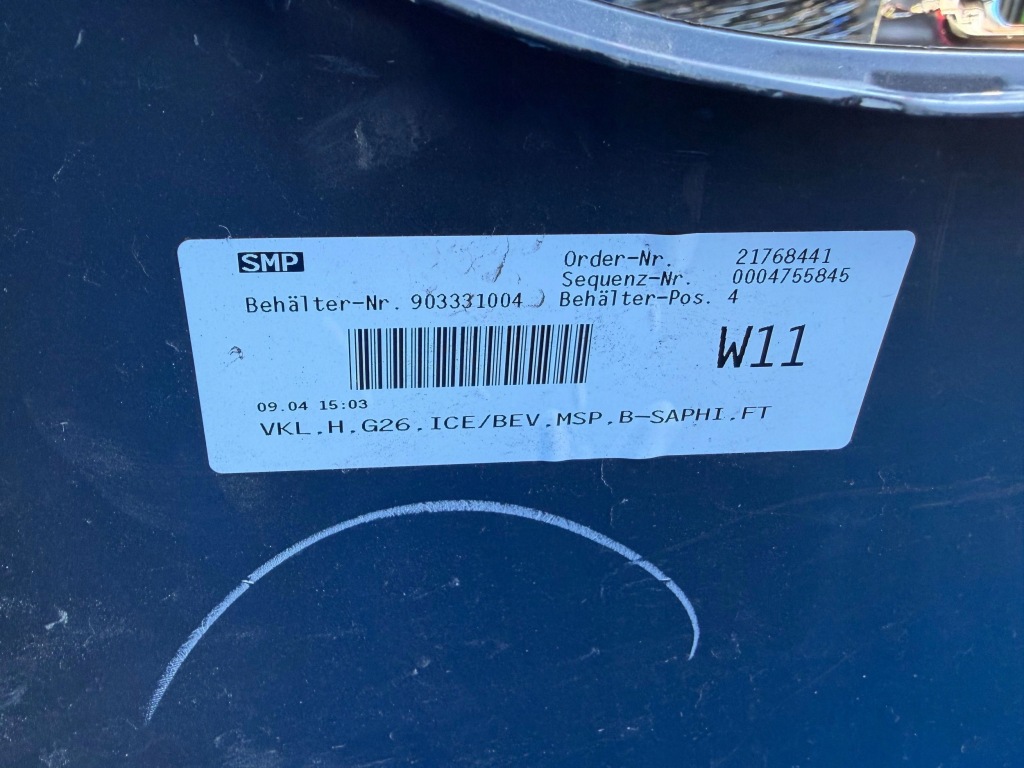 SMP
Order-Nr. 21768441
Sequenz-Nr. 0004755845
Behälter-Nr. 903331004 Behälter-Pos. 4
W11
09.04 15:03
VKL.H.G26.ICE/BEV.MSP.B-SAPHI.FT